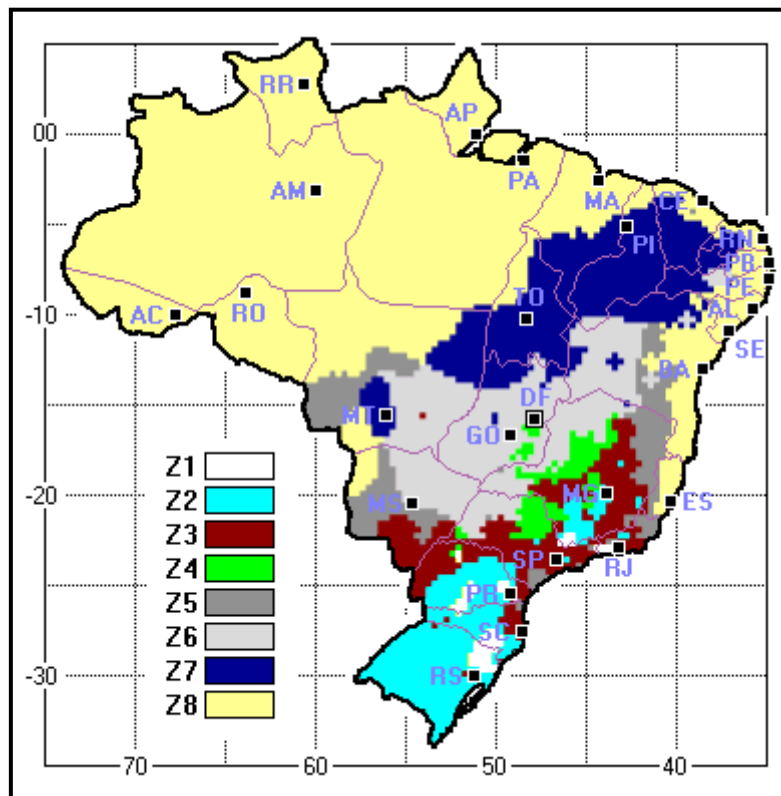 RR
AP
00
PA
AM
MA
CE
PI
RN
PB
PE
TO
AL
-10
AC
RO
SE
BA
DF
MT
GO
Z1
Z2
Z3
Z4
Z5
Z6
Z7
Z8
-20
MS
MG
ES
SP
RJ
PR
SC
-30
RS
70
60
50
40